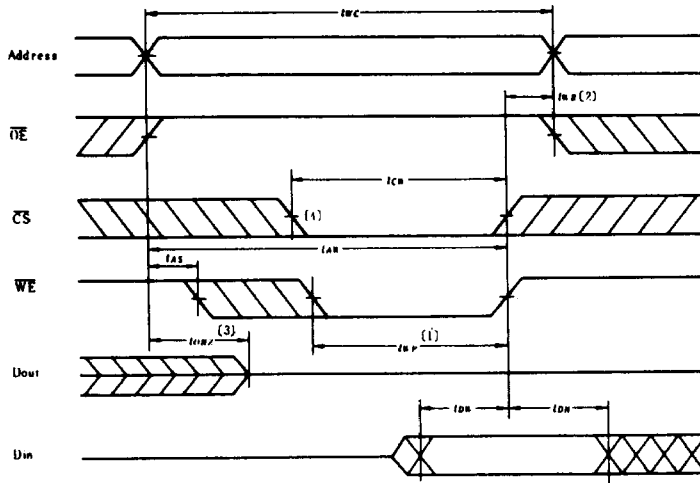 tWC
Address
tWR (2)
OE
tCW
CS
(4)
tAW
tAS
WE
(3)
tOHZ
(1)
tWP
Dout
tDW
tDH
Din